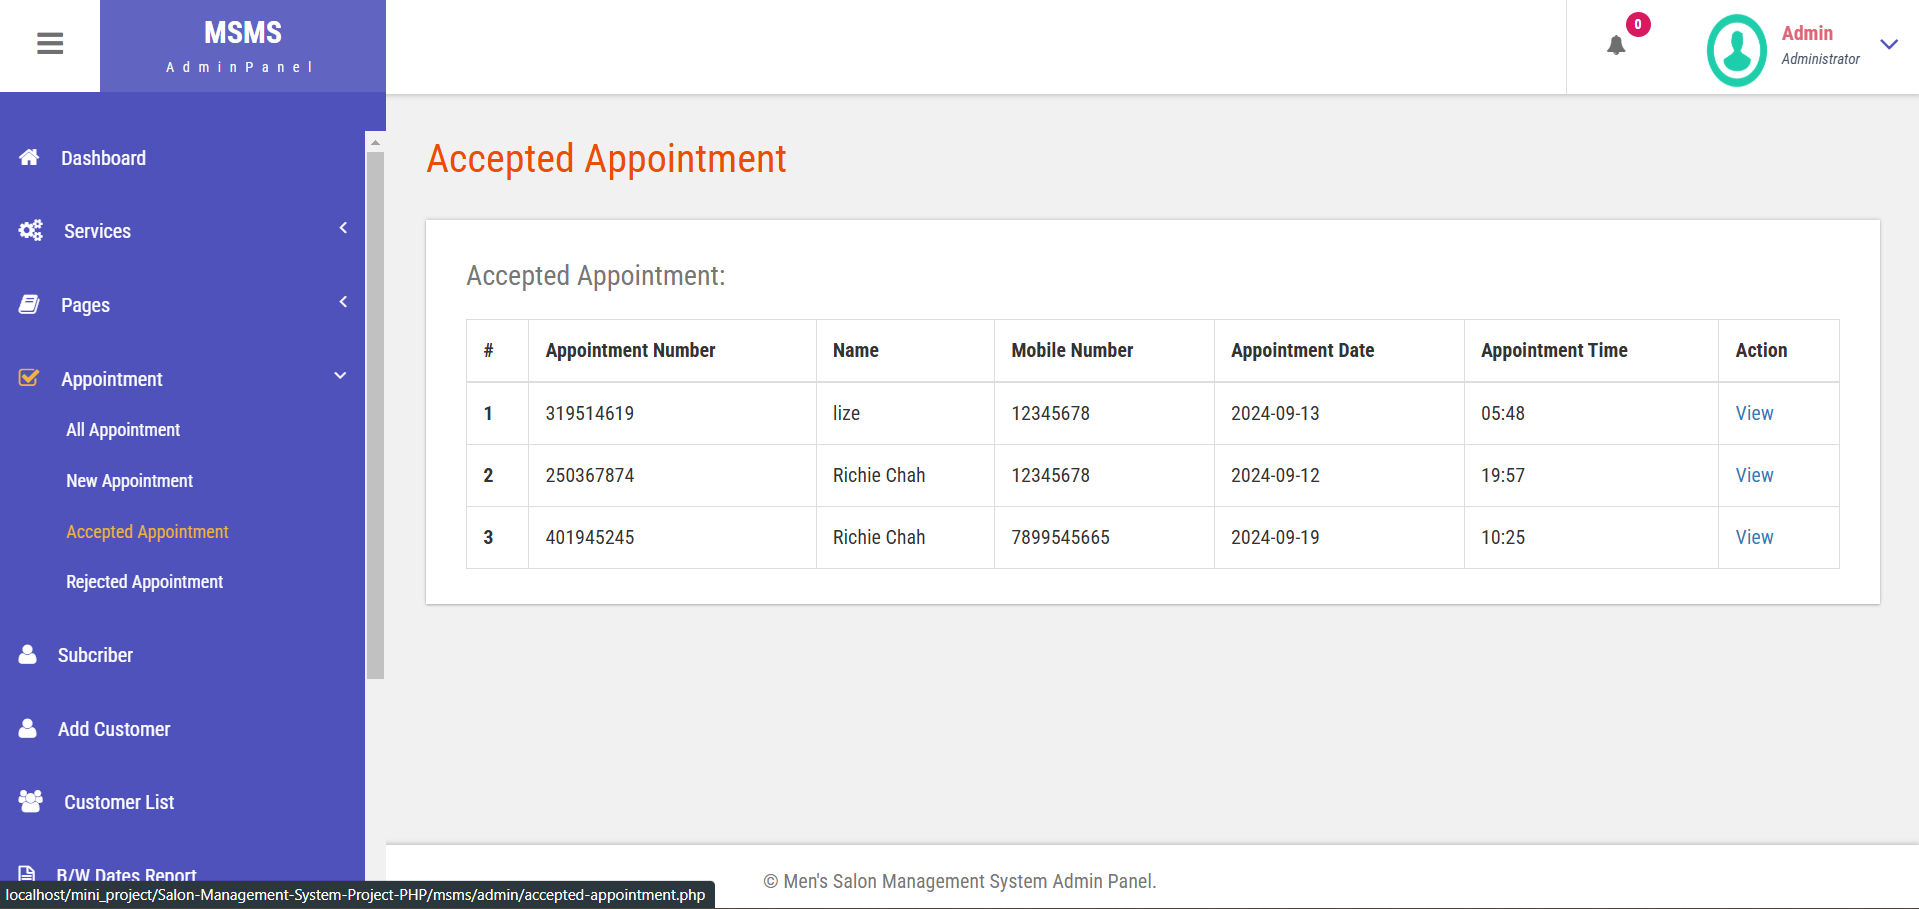 MSMS
AdminPanel
0
Admin
Administrator
Dashboard
Services
Pages
Appointment
All Appointment
New Appointment
Accepted Appointment
Rejected Appointment
Subcriber
Add Customer
Customer List
B/W Dates Report
Accepted Appointment
Accepted Appointment:
# Appointment Number Name Mobile Number Appointment Date Appointment Time Action
1 319514619 lize 12345678 2024-09-13 05:48 View
2 250367874 Richie Chah 12345678 2024-09-12 19:57 View
3 401945245 Richie Chah 7899545665 2024-09-19 10:25 View
© Men's Salon Management System Admin Panel.
localhost/mini_project/Salon-Management-System-Project-PHP/msms/admin/accepted-appointment.php